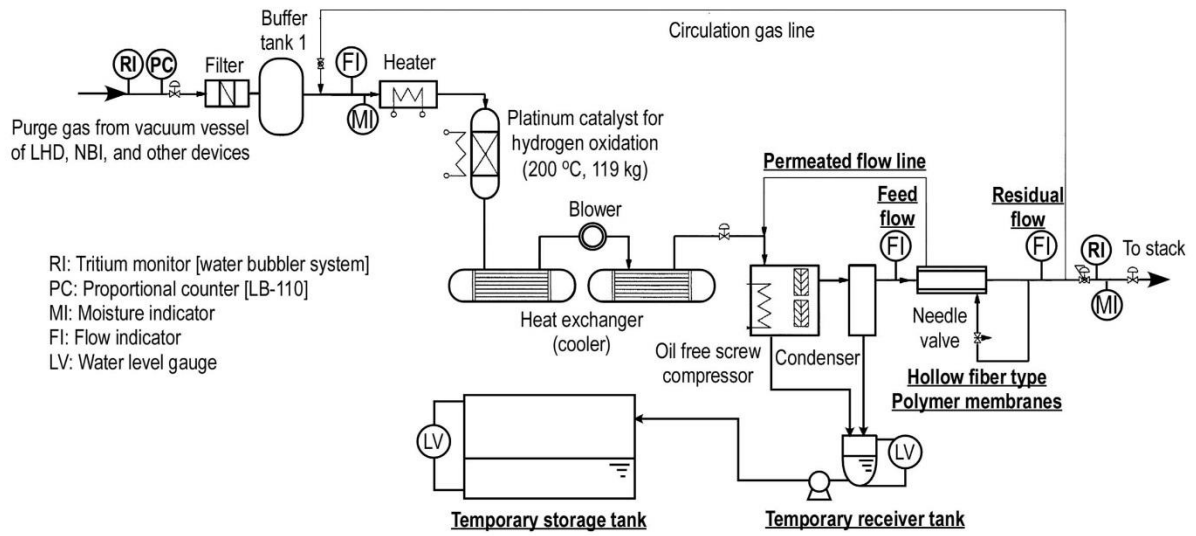 Buffer
tank 1
Circulation gas line
RI
PC
Filter
FI
Heater
MI
Purge gas from vacuum vessel
of LHD, NBI, and other devices
Platinum catalyst for
hydrogen oxidation
(200 ºC, 119 kg)
Permeated flow line
Feed
flow
Residual
flow
Blower
FI
FI
RI
To stack
MI
RI: Tritium monitor [water bubbler system]
PC: Proportional counter [LB-110]
MI: Moisture indicator
FI: Flow indicator
LV: Water level gauge
Heat exchanger
(cooler)
Oil free screw
compressor
Condenser
Needle
valve
Hollow fiber type
Polymer membranes
LV
LV
Temporary storage tank
Temporary receiver tank